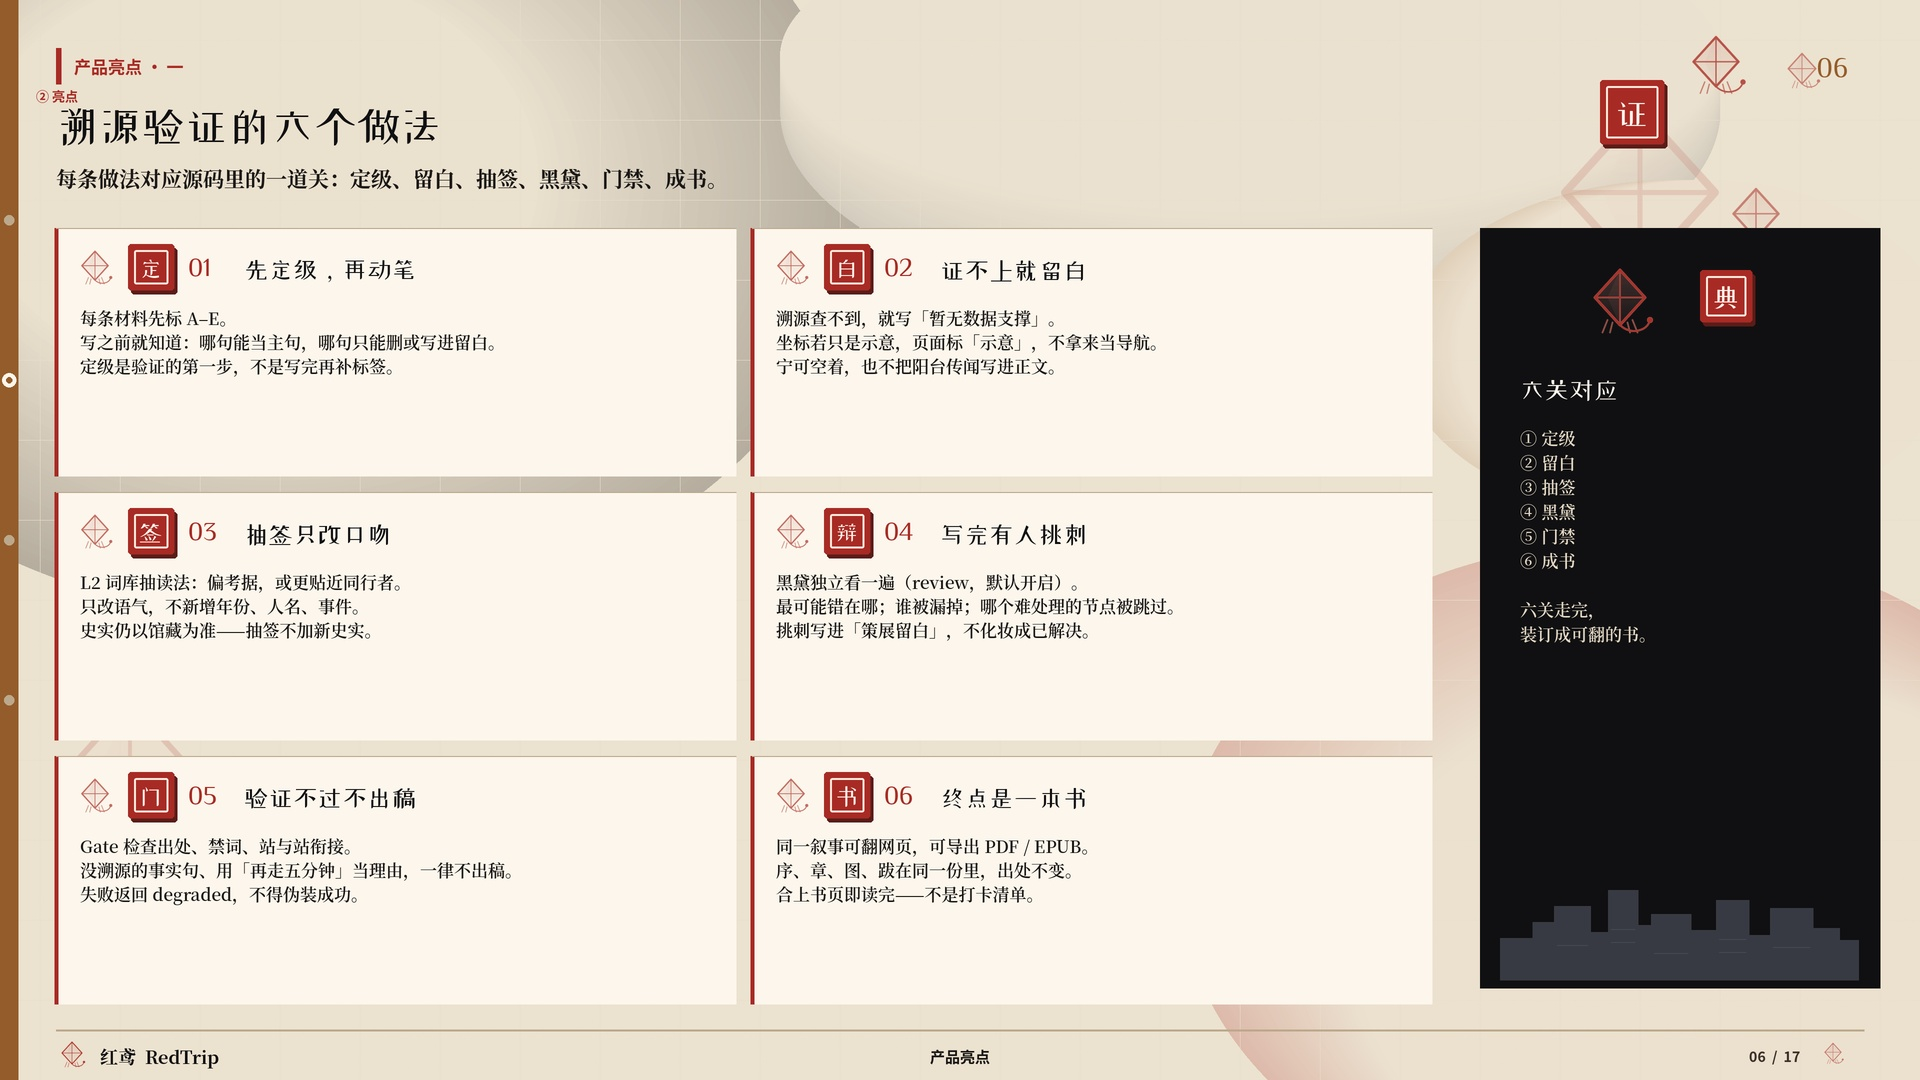 产品亮点 · 一
② 亮点
溯源验证的六个做法
每条做法对应源码里的一道关：定级、留白、抽签、黑黛、门禁、成书。
证
06
定 01 先定级，再动笔
每条材料先标 A–E。
写之前就知道：哪句能当主句，哪句只能删或写进留白。
定级是验证的第一步，不是写完再补标签。
白 02 证不上就留白
溯源查不到，就写「暂无数据支撑」。
坐标若只是示意，页面标「示意」，不拿来当导航。
宁可空着，也不把阳台传闻写进正文。
签 03 抽签只改口吻
L2 词库抽读法：偏考据，或更贴近同行者。
只改语气，不新增年份、人名、事件。
史实仍以馆藏为准——抽签不加新史实。
辩 04 写完有人挑刺
黑黛独立看一遍（review，默认开启）。
最可能错在哪；谁被漏掉；哪个难处理的节点被跳过。
挑刺写进「策展留白」，不化妆成已解决。
门 05 验证不过不出稿
Gate 检查出处、禁词、站与站衔接。
没溯源的事实句、用「再走五分钟」当理由，一律不出稿。
失败返回 degraded，不得伪装成功。
书 06 终点是一本书
同一叙事可翻网页，可导出 PDF / EPUB。
序、章、图、跋在同一份里，出处不变。
合上书页即读完——不是打卡清单。
典
六关对应
① 定级
② 留白
③ 抽签
④ 黑黛
⑤ 门禁
⑥ 成书
六关走完，
装订成可翻的书。
红鸢 RedTrip
产品亮点
06 / 17